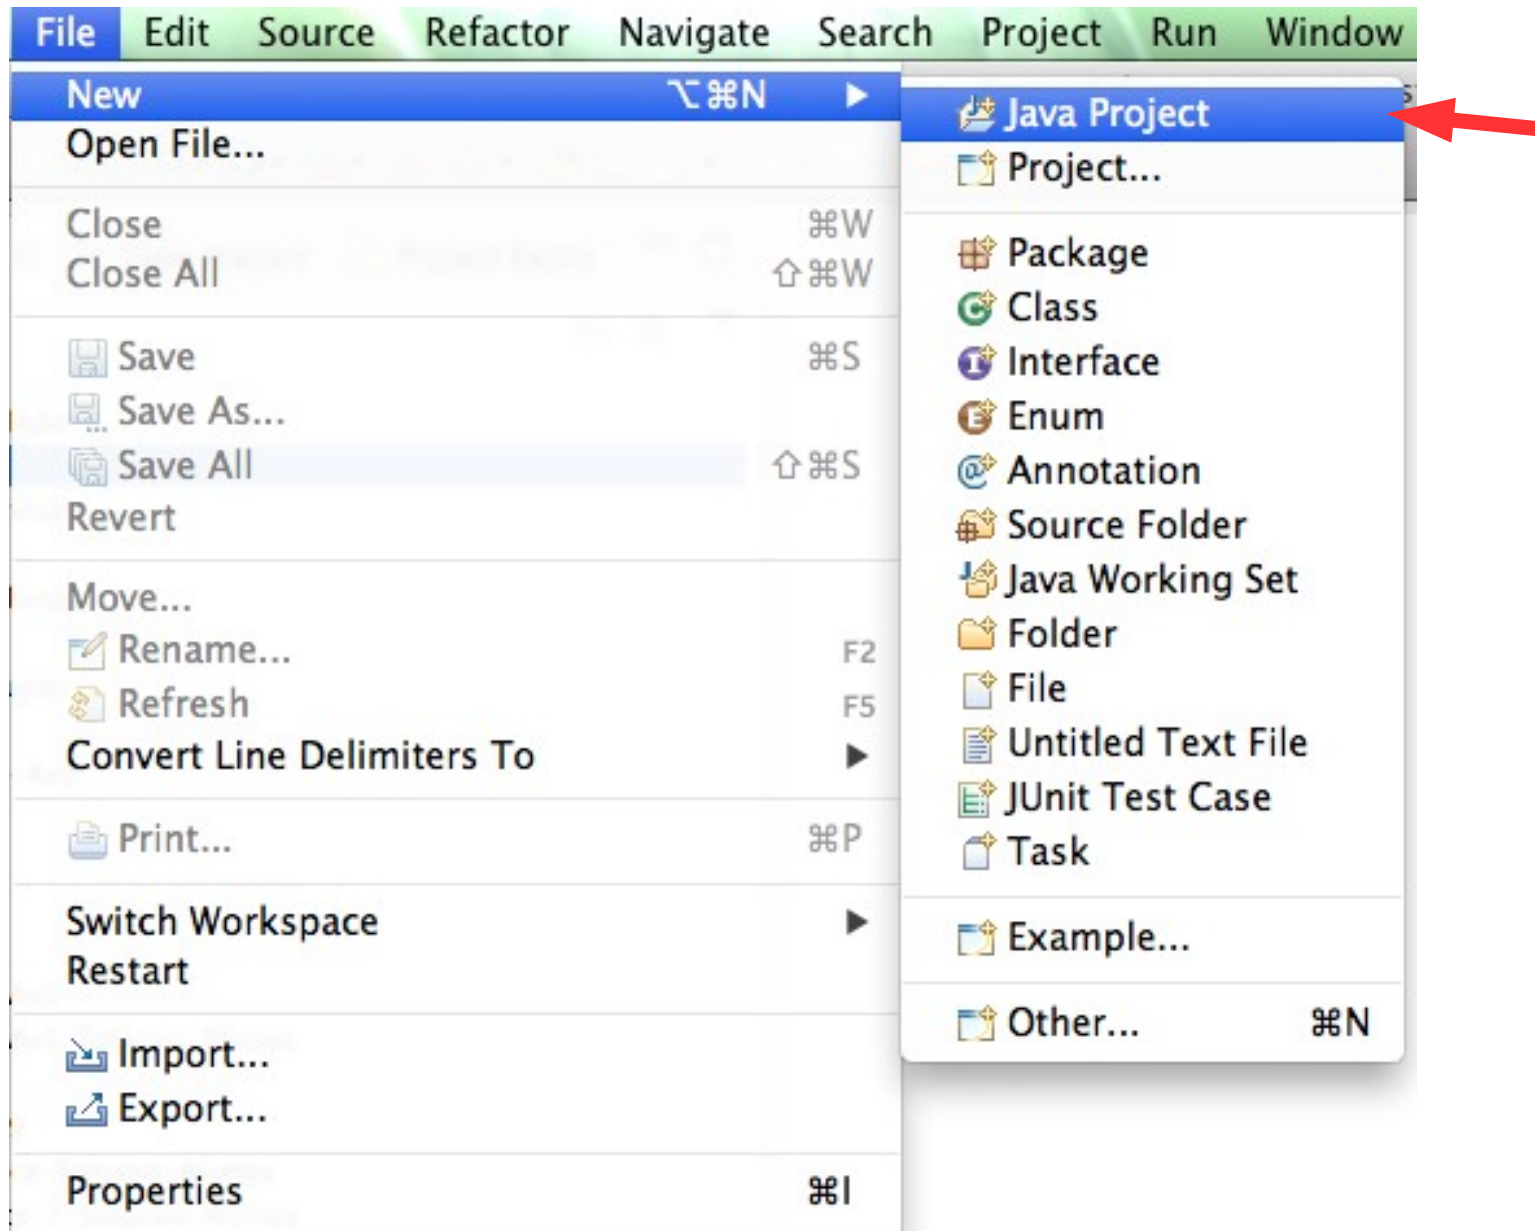 File Edit Source Refactor Navigate Search Project Run Window
New ⌥⌘N ▶
Open File...
Close ⌘W
Close All ⇧⌘W
Save ⌘S
Save As...
Save All ⇧⌘S
Revert
Move...
Rename... F2
Refresh F5
Convert Line Delimiters To ▶
Print... ⌘P
Switch Workspace ▶
Restart
Import...
Export...
Properties ⌘I
Java Project
Project...
Package
Class
Interface
Enum
Annotation
Source Folder
Java Working Set
Folder
File
Untitled Text File
JUnit Test Case
Task
Example...
Other... ⌘N